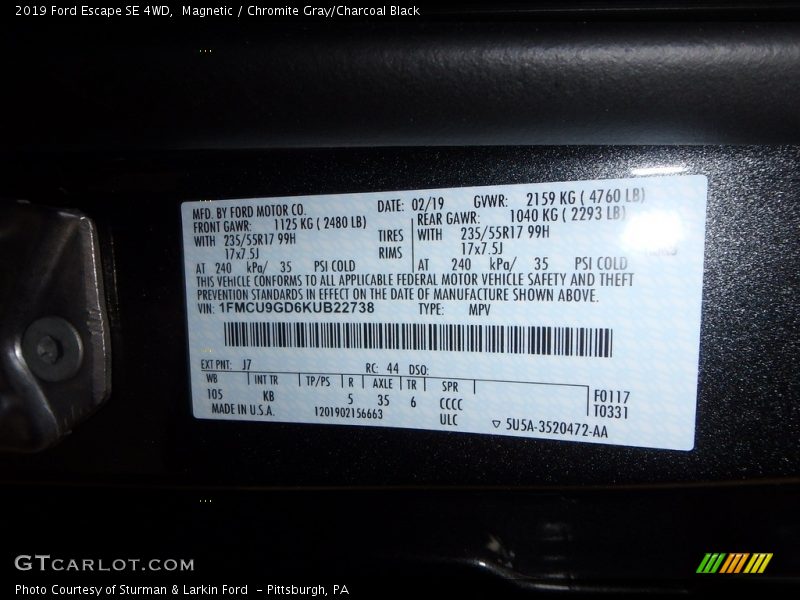 2019 Ford Escape SE 4WD, Magnetic / Chromite Gray/Charcoal Black
MFD. BY FORD MOTOR CO. DATE: 02/19 GVWR: 2159 KG ( 4760 LB)
FRONT GAWR: 1125 KG ( 2480 LB) REAR GAWR: 1040 KG ( 2293 LB)
WITH 235/55R17 99H TIRES WITH 235/55R17 99H
17x7.5J RIMS 17x7.5J
AT 240 kPa/ 35 PSI COLD AT 240 kPa/ 35 PSI COLD
THIS VEHICLE CONFORMS TO ALL APPLICABLE FEDERAL MOTOR VEHICLE SAFETY AND THEFT
PREVENTION STANDARDS IN EFFECT ON THE DATE OF MANUFACTURE SHOWN ABOVE.
VIN: 1FMCU9GD6KUB22738 TYPE: MPV
EXT PNT: J7 RC: 44 DSO:
WB INT TR TP/PS R AXLE TR SPR
105 KB 5 35 6 CCCC
F0117
T0331
MADE IN U.S.A. 1201902156663 ULC
5U5A-3520472-AA
GTCARLOT.COM
Photo Courtesy of Sturman & Larkin Ford - Pittsburgh, PA